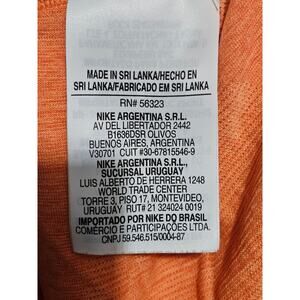 MADE IN SRI LANKA/HECHO EN
SRI LANKA/FABRICADO EM SRI LANKA
RN# 56323
NIKE ARGENTINA S.R.L.
AV DEL LIBERTADOR 2442
B1636DSR OLIVOS
BUENOS AIRES, ARGENTINA
V30701 CUIT #30-67815546-9
NIKE ARGENTINA S.R.L.,
SUCURSAL URUGUAY
LUIS ALBERTO DE HERRERA 1248
WORLD TRADE CENTER
TORRE 3, PISO 17, MONTEVIDEO,
URUGUAY RUT# 21 324024 0019
IMPORTADO POR NIKE DO BRASIL
COMÉRCIO E PARTICIPAÇÕES LTDA.
CNPJ 59.546.515/0004-87